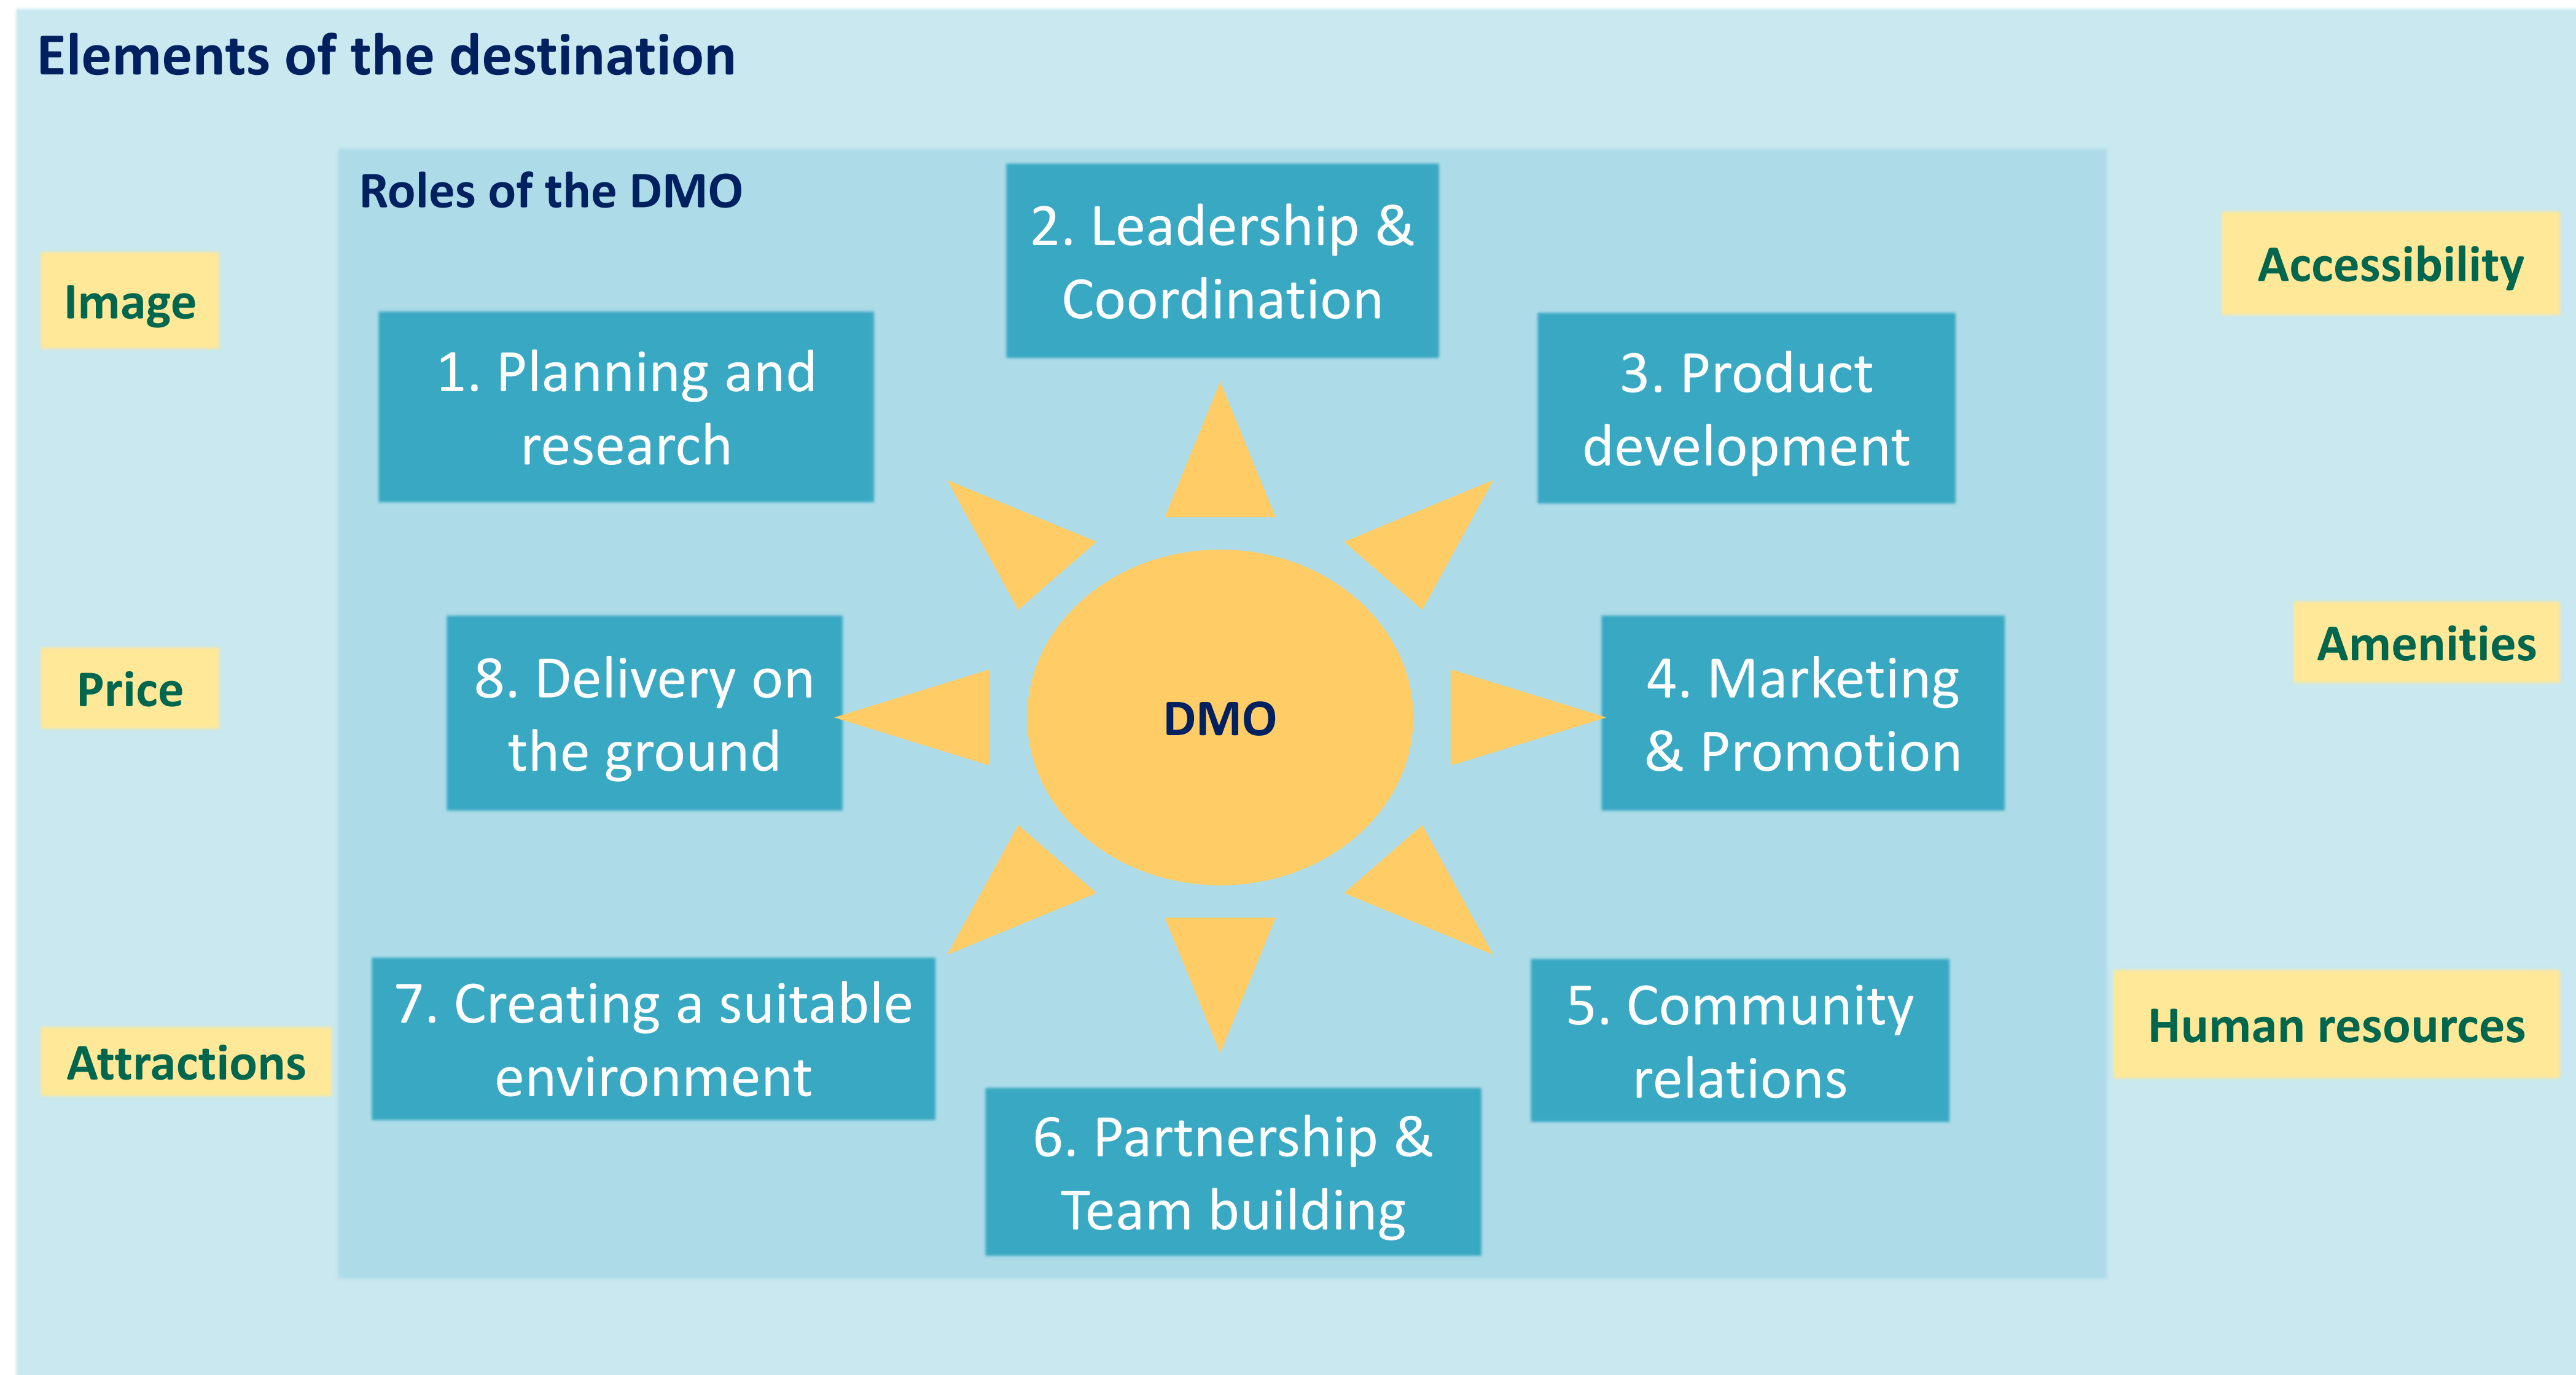 Elements of the destination
Roles of the DMO
Image
Price
Attractions
1. Planning and
research
2. Leadership &
Coordination
3. Product
development
4. Marketing
& Promotion
5. Community
relations
6. Partnership &
Team building
7. Creating a suitable
environment
8. Delivery on
the ground
DMO
Accessibility
Amenities
Human resources